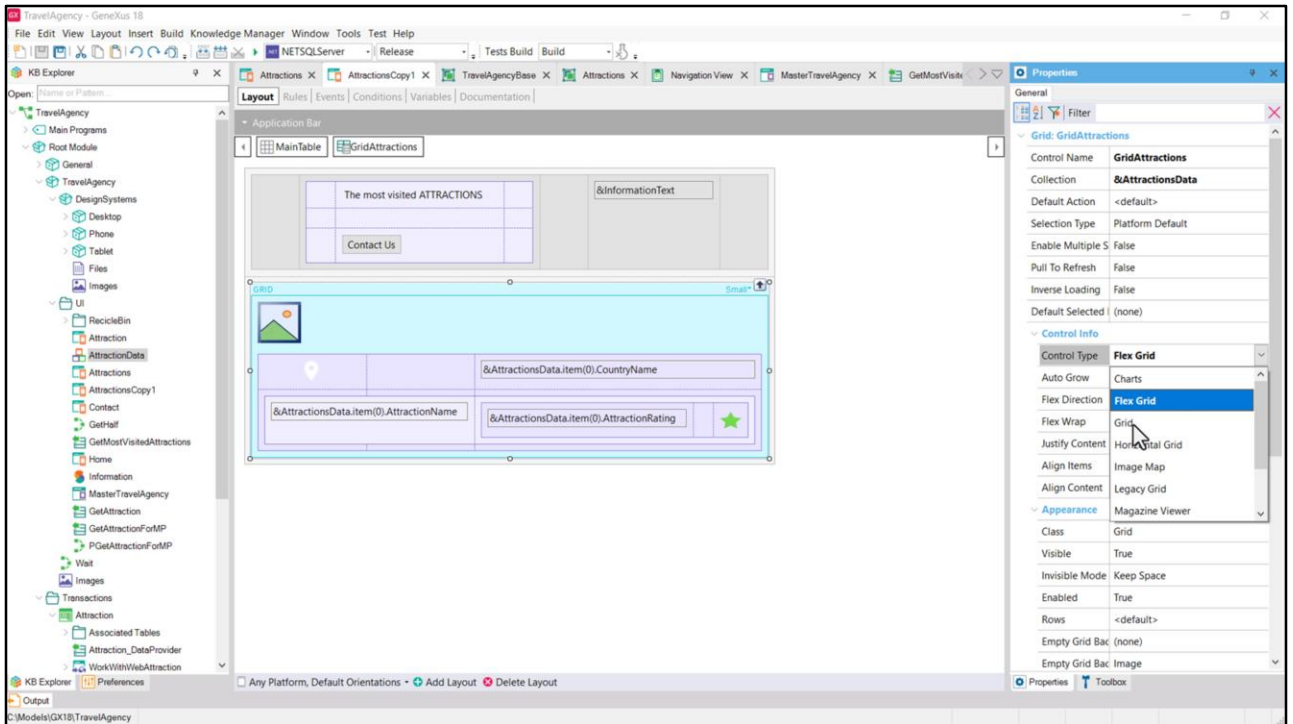 GX TravelAgency - GeneXus 18
File Edit View Layout Insert Build Knowledge Manager Window Tools Test Help
NETSQLServer Release Tests Build Build
KB Explorer
Open: Name or Pattern...
TravelAgency
Main Programs
Root Module
General
TravelAgency
DesignSystems
Desktop
Phone
Tablet
Files
Images
UI
RecicleBin
Attraction
AttractionData
Attractions
AttractionsCopy1
Contact
GetHalf
GetMostVisitedAttractions
Home
Information
MasterTravelAgency
GetAttraction
GetAttractionForMP
PGetAttractionForMP
Wait
Images
Transactions
Attraction
Associated Tables
Attraction_DataProvider
WorkWithWebAttraction
KB Explorer Preferences
Output
C:\Models\GX18\TravelAgency
Attractions X AttractionsCopy1 X TravelAgencyBase X Attractions X Navigation View X MasterTravelAgency X GetMostVisite
Layout Rules Events Conditions Variables Documentation
Application Bar
MainTable GridAttractions
The most visited ATTRACTIONS
&InformationText
Contact Us
GRID Small*
&AttractionsData.item(0).CountryName
&AttractionsData.item(0).AttractionName
&AttractionsData.item(0).AttractionRating
Any Platform, Default Orientations Add Layout Delete Layout
Properties
General
Filter
Grid: GridAttractions
Control Name GridAttractions
Collection &AttractionsData
Default Action <default>
Selection Type Platform Default
Enable Multiple S False
Pull To Refresh False
Inverse Loading False
Default Selected (none)
Control Info
Control Type Flex Grid
Auto Grow Charts
Flex Direction Flex Grid
Flex Wrap Grid
Justify Content Horizontal Grid
Align Items Image Map
Align Content Legacy Grid
Appearance Magazine Viewer
Class Grid
Visible True
Invisible Mode Keep Space
Enabled True
Rows <default>
Empty Grid Bac (none)
Empty Grid Bac Image
Properties Toolbox